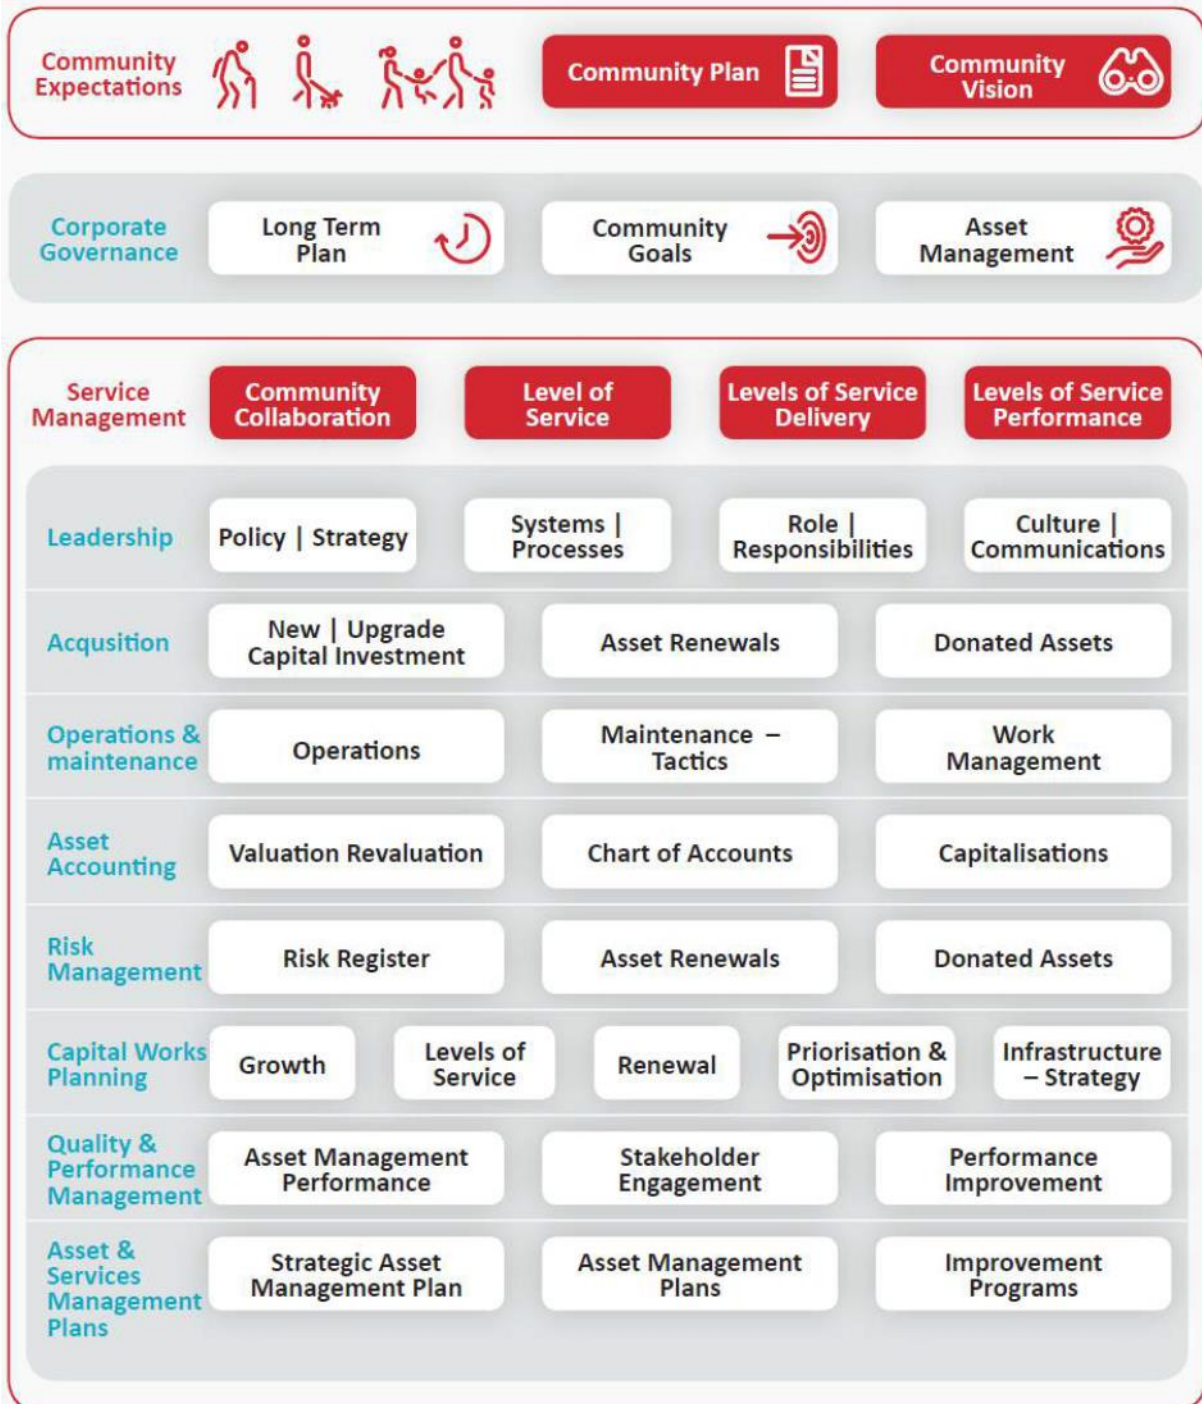 Community
Expectations
Community Plan
Community
Vision
Corporate
Governance
Long Term
Plan
Community
Goals
Asset
Management
Service
Management
Community
Collaboration
Level of
Service
Levels of Service
Delivery
Levels of Service
Performance
Leadership
Policy | Strategy
Systems |
Processes
Role |
Responsibilities
Culture |
Communications
Acqusition
New | Upgrade
Capital Investment
Asset Renewals
Donated Assets
Operations &
maintenance
Operations
Maintenance –
Tactics
Work
Management
Asset
Accounting
Valuation Revaluation
Chart of Accounts
Capitalisations
Risk
Management
Risk Register
Asset Renewals
Donated Assets
Capital Works
Planning
Growth
Levels of
Service
Renewal
Priorisation &
Optimisation
Infrastructure
– Strategy
Quality &
Performance
Management
Asset Management
Performance
Stakeholder
Engagement
Performance
Improvement
Asset &
Services
Management
Plans
Strategic Asset
Management Plan
Asset Management
Plans
Improvement
Programs